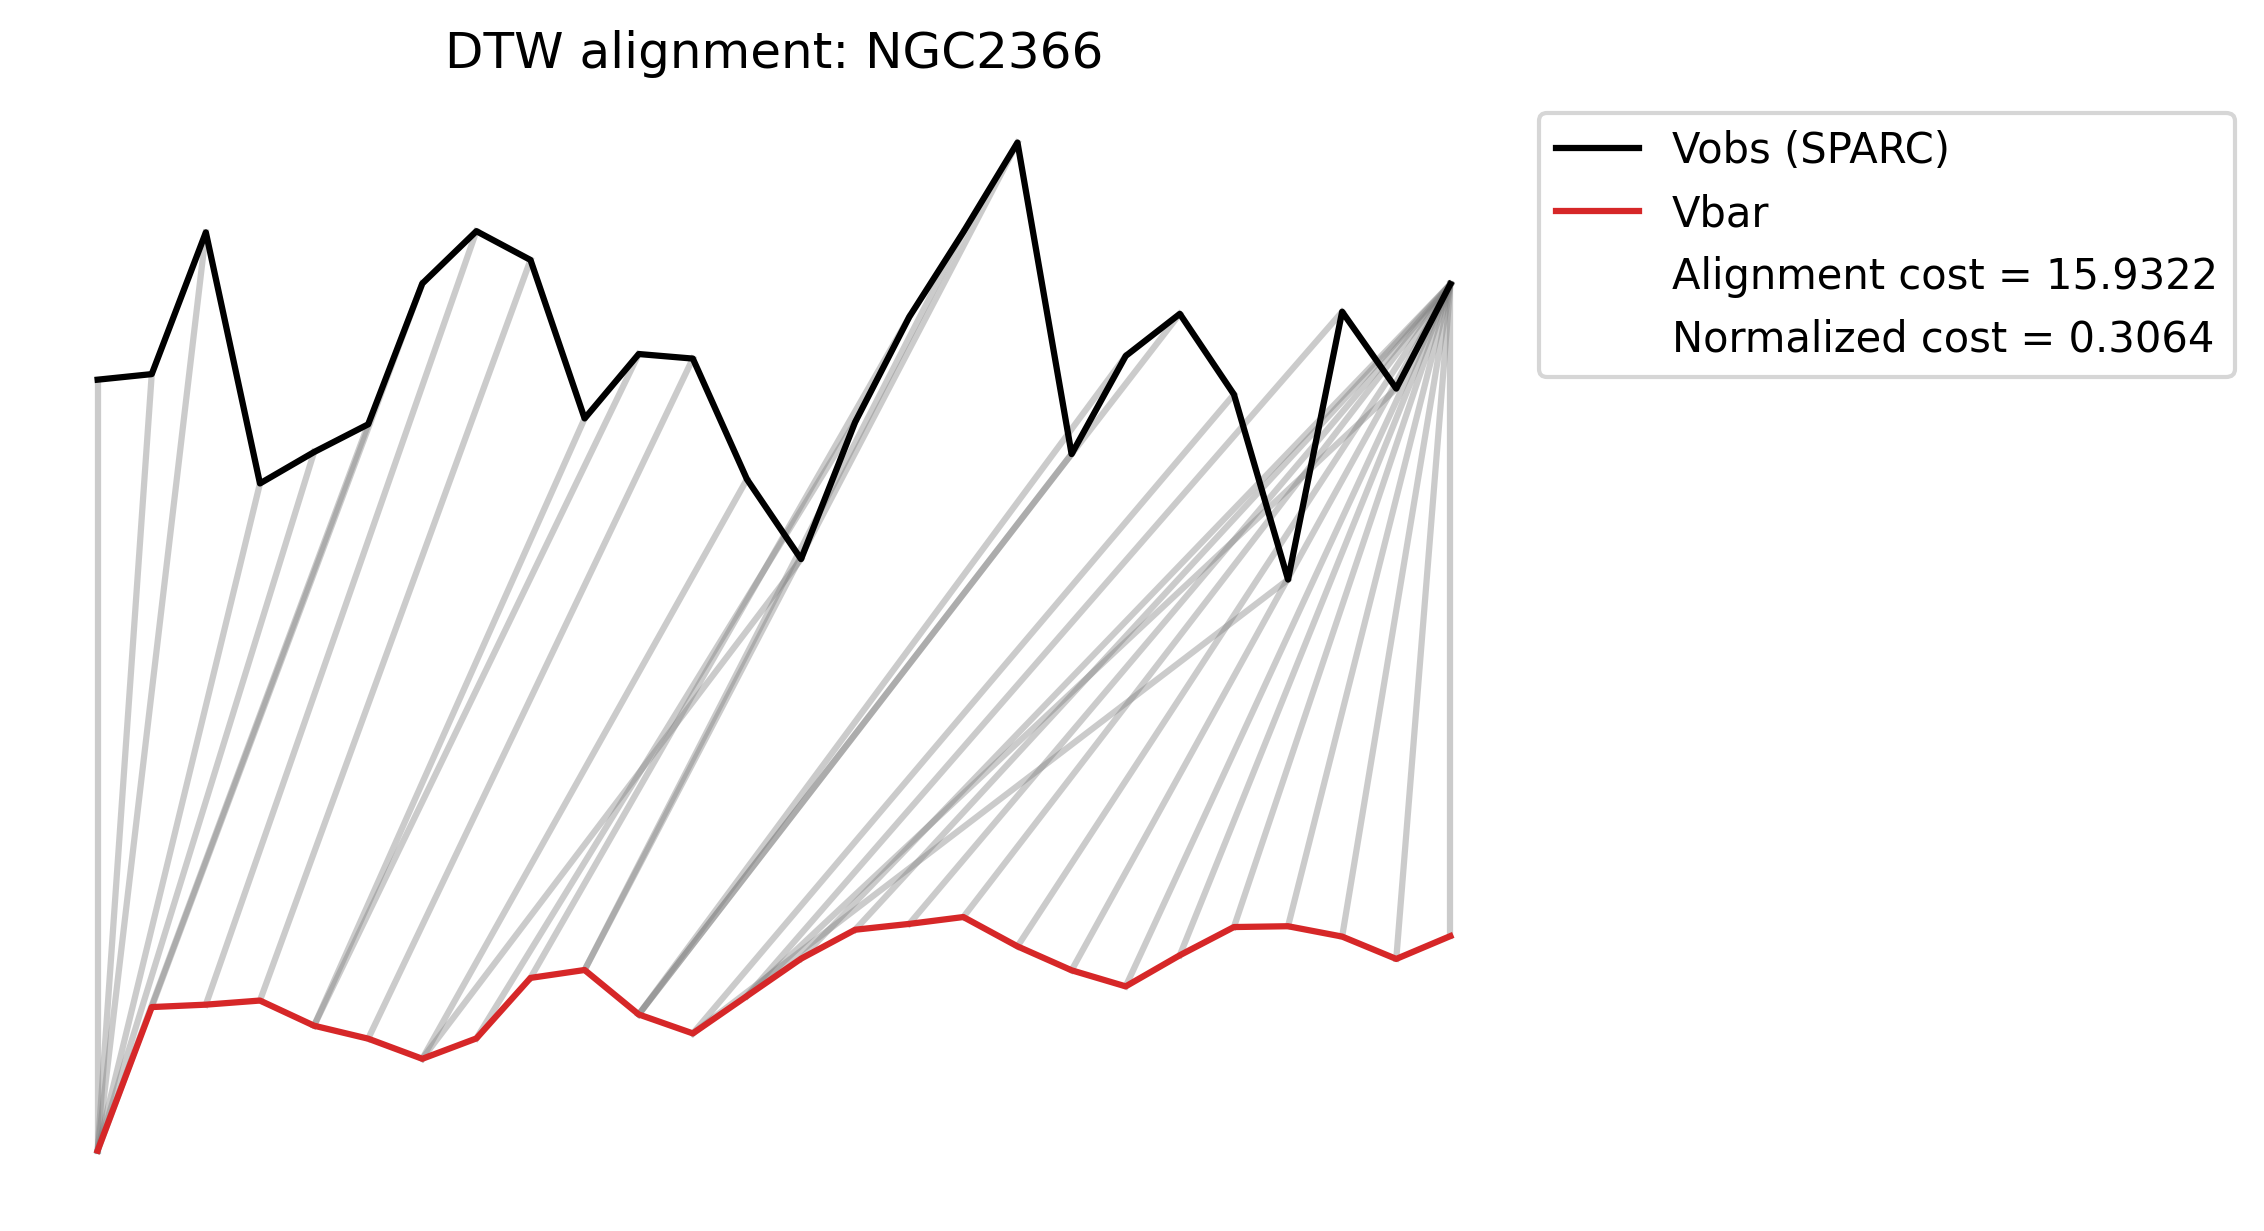 DTW alignment: NGC2366
Vobs (SPARC)
Vbar
Alignment cost = 15.9322
Normalized cost = 0.3064